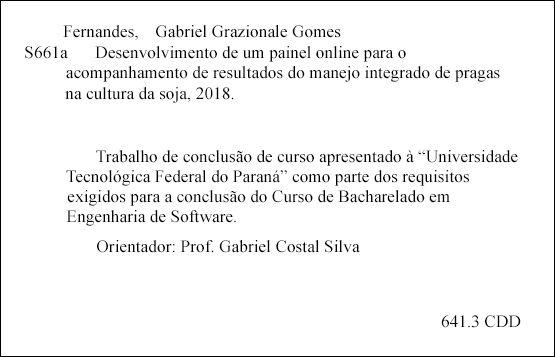 Fernandes, Gabriel Grazionale Gomes
S661a Desenvolvimento de um painel online para o
acompanhamento de resultados do manejo integrado de pragas
na cultura da soja, 2018.
Trabalho de conclusão de curso apresentado à “Universidade
Tecnológica Federal do Paraná” como parte dos requisitos
exigidos para a conclusão do Curso de Bacharelado em
Engenharia de Software.
Orientador: Prof. Gabriel Costal Silva
641.3 CDD